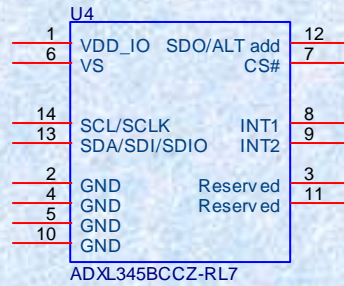 U4
1 VDD_IO SDO/ALT add 12
6 VS CS# 7
14 SCL/SCLK INT1 8
13 SDA/SDI/SDIO INT2 9
2 GND Reserved 3
4 GND Reserved 11
5 GND
10 GND
ADXL345BCCZ-RL7